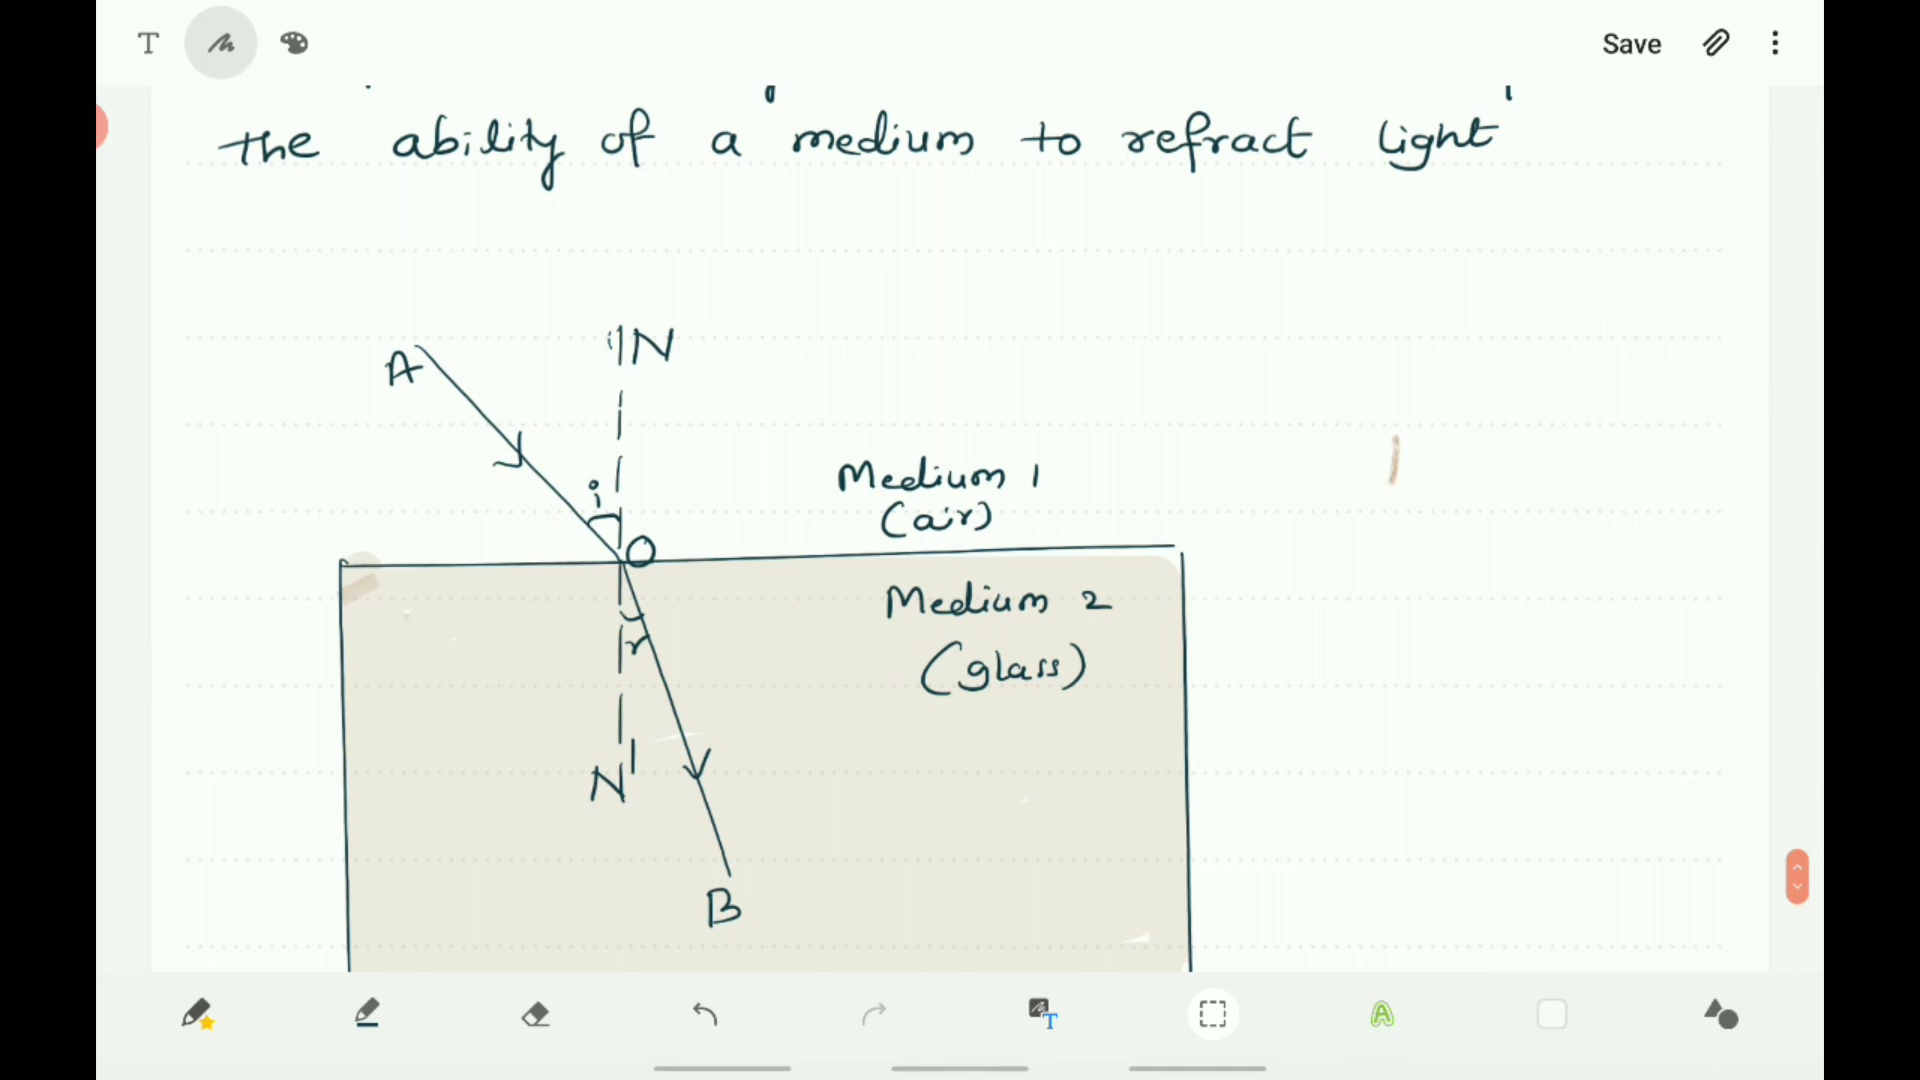 Save
the ability of a medium to refract light
N
A
i
Medium 1
(air)
O
Medium 2
r
(glass)
N'
B